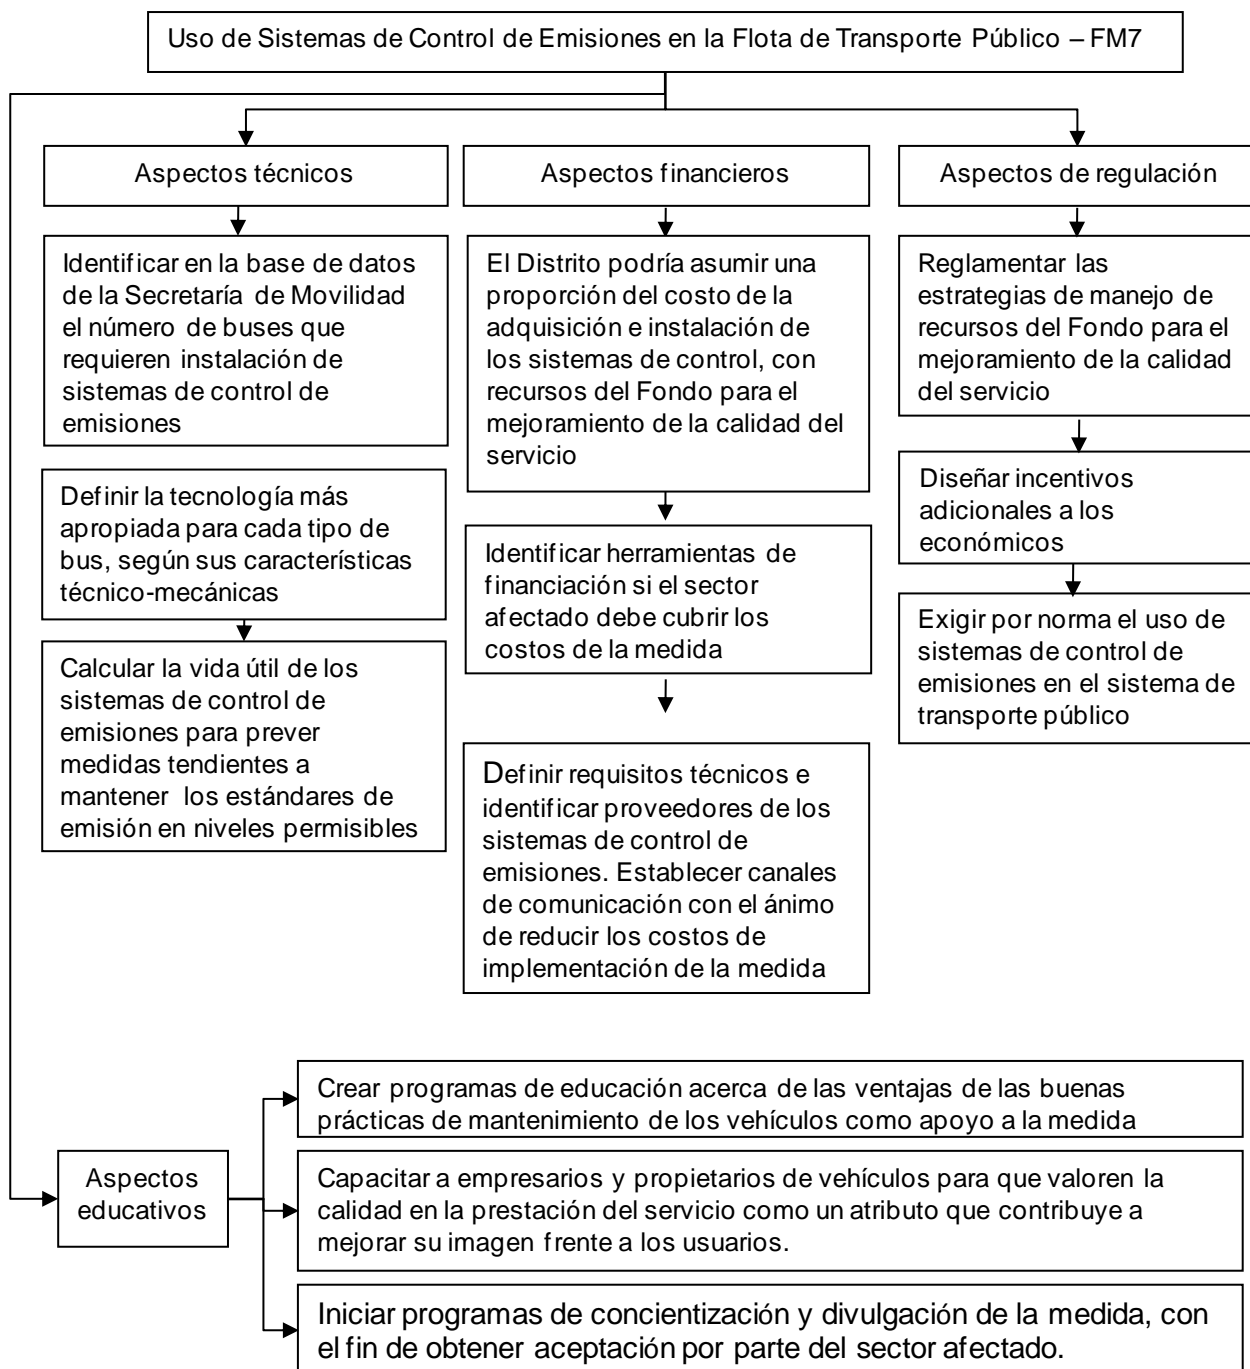 Uso de Sistemas de Control de Emisiones en la Flota de Transporte Público – FM7
Aspectos técnicos
Identificar en la base de datos
de la Secretaría de Movilidad
el número de buses que
requieren instalación de
sistemas de control de
emisiones
Definir la tecnología más
apropiada para cada tipo de
bus, según sus características
técnico-mecánicas
Calcular la vida útil de los
sistemas de control de
emisiones para prever
medidas tendientes a
mantener los estándares de
emisión en niveles permisibles
Aspectos financieros
El Distrito podría asumir una
proporción del costo de la
adquisición e instalación de
los sistemas de control, con
recursos del Fondo para el
mejoramiento de la calidad del
servicio
Identificar herramientas de
financiación si el sector
afectado debe cubrir los
costos de la medida
Definir requisitos técnicos e
identificar proveedores de los
sistemas de control de
emisiones. Establecer canales
de comunicación con el ánimo
de reducir los costos de
implementación de la medida
Aspectos de regulación
Reglamentar las
estrategias de manejo de
recursos del Fondo para el
mejoramiento de la calidad
del servicio
Diseñar incentivos
adicionales a los
económicos
Exigir por norma el uso de
sistemas de control de
emisiones en el sistema de
transporte público
Aspectos
educativos
Crear programas de educación acerca de las ventajas de las buenas
prácticas de mantenimiento de los vehículos como apoyo a la medida
Capacitar a empresarios y propietarios de vehículos para que valoren la
calidad en la prestación del servicio como un atributo que contribuye a
mejorar su imagen frente a los usuarios.
Iniciar programas de concientización y divulgación de la medida, con
el fin de obtener aceptación por parte del sector afectado.